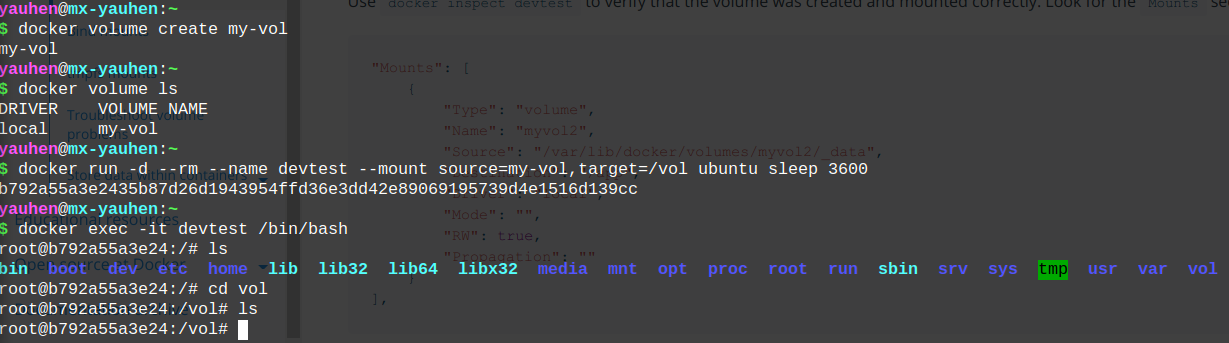 yauhen@mx-yauhen:~
$ docker volume create my-vol
my-vol
yauhen@mx-yauhen:~
$ docker volume ls
DRIVER    VOLUME NAME
local     my-vol
yauhen@mx-yauhen:~
$ docker run -d --rm --name devtest --mount source=my-vol,target=/vol ubuntu sleep 3600
b792a55a3e2435b87d26d1943954ffd36e3dd42e89069195739d4e1516d139cc
yauhen@mx-yauhen:~
$ docker exec -it devtest /bin/bash
root@b792a55a3e24:/# ls
bin  boot  dev  etc  home  lib  lib32  lib64  libx32  media  mnt  opt  proc  root  run  sbin  srv  sys  tmp  usr  var  vol
root@b792a55a3e24:/# cd vol
root@b792a55a3e24:/vol# ls
root@b792a55a3e24:/vol#
Use docker inspect devtest to verify that the volume was created and mounted correctly. Look for the Mounts
"Mounts": [
{
"Type": "volume",
"Name": "myvol2",
"Source": "/var/lib/docker/volumes/myvol2/_data",
"Mode": "",
"RW": true,
"Propagation": ""
}
],
Troubleshoot volume
problems
Store data within containers
Educational resources
Open source at Docker